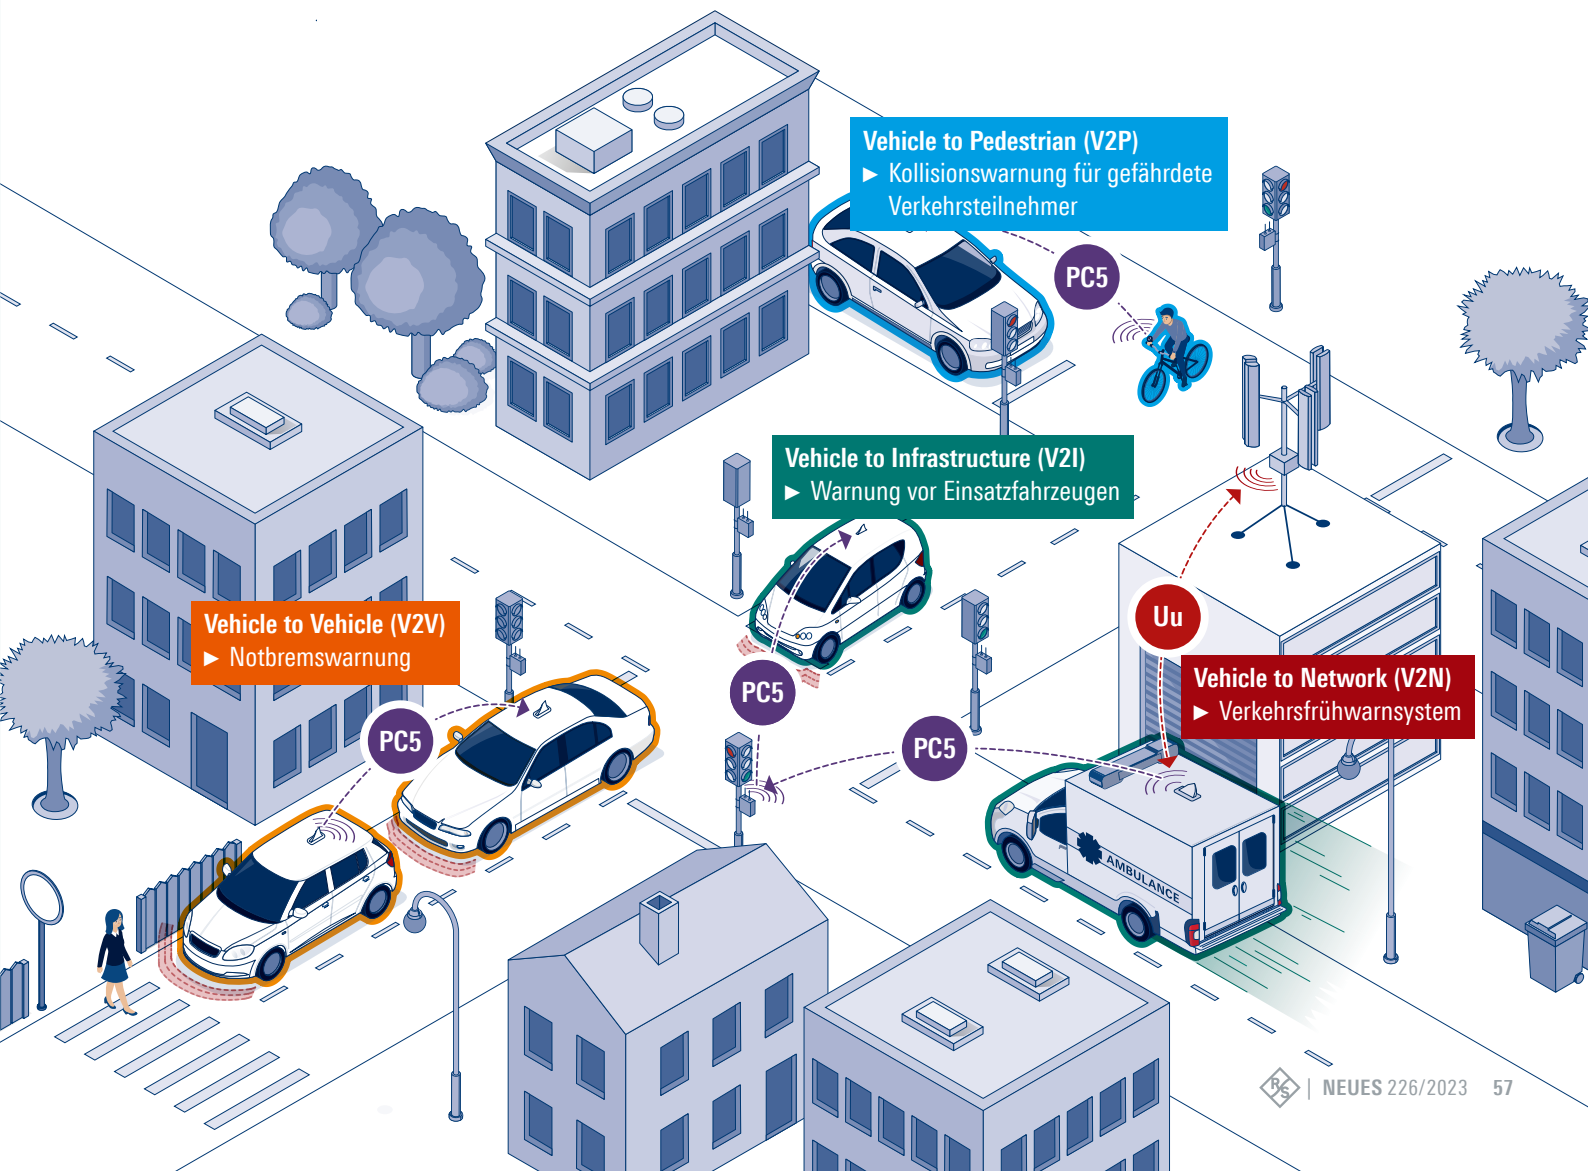 Vehicle to Pedestrian (V2P)
► Kollisionswarnung für gefährdete
Verkehrsteilnehmer
PC5
Vehicle to Infrastructure (V2I)
► Warnung vor Einsatzfahrzeugen
Uu
Vehicle to Vehicle (V2V)
► Notbremswarnung
PC5
Vehicle to Network (V2N)
► Verkehrsfrühwarnsystem
PC5
PC5
AMBULANCE
R&S | NEUES 226/2023 57